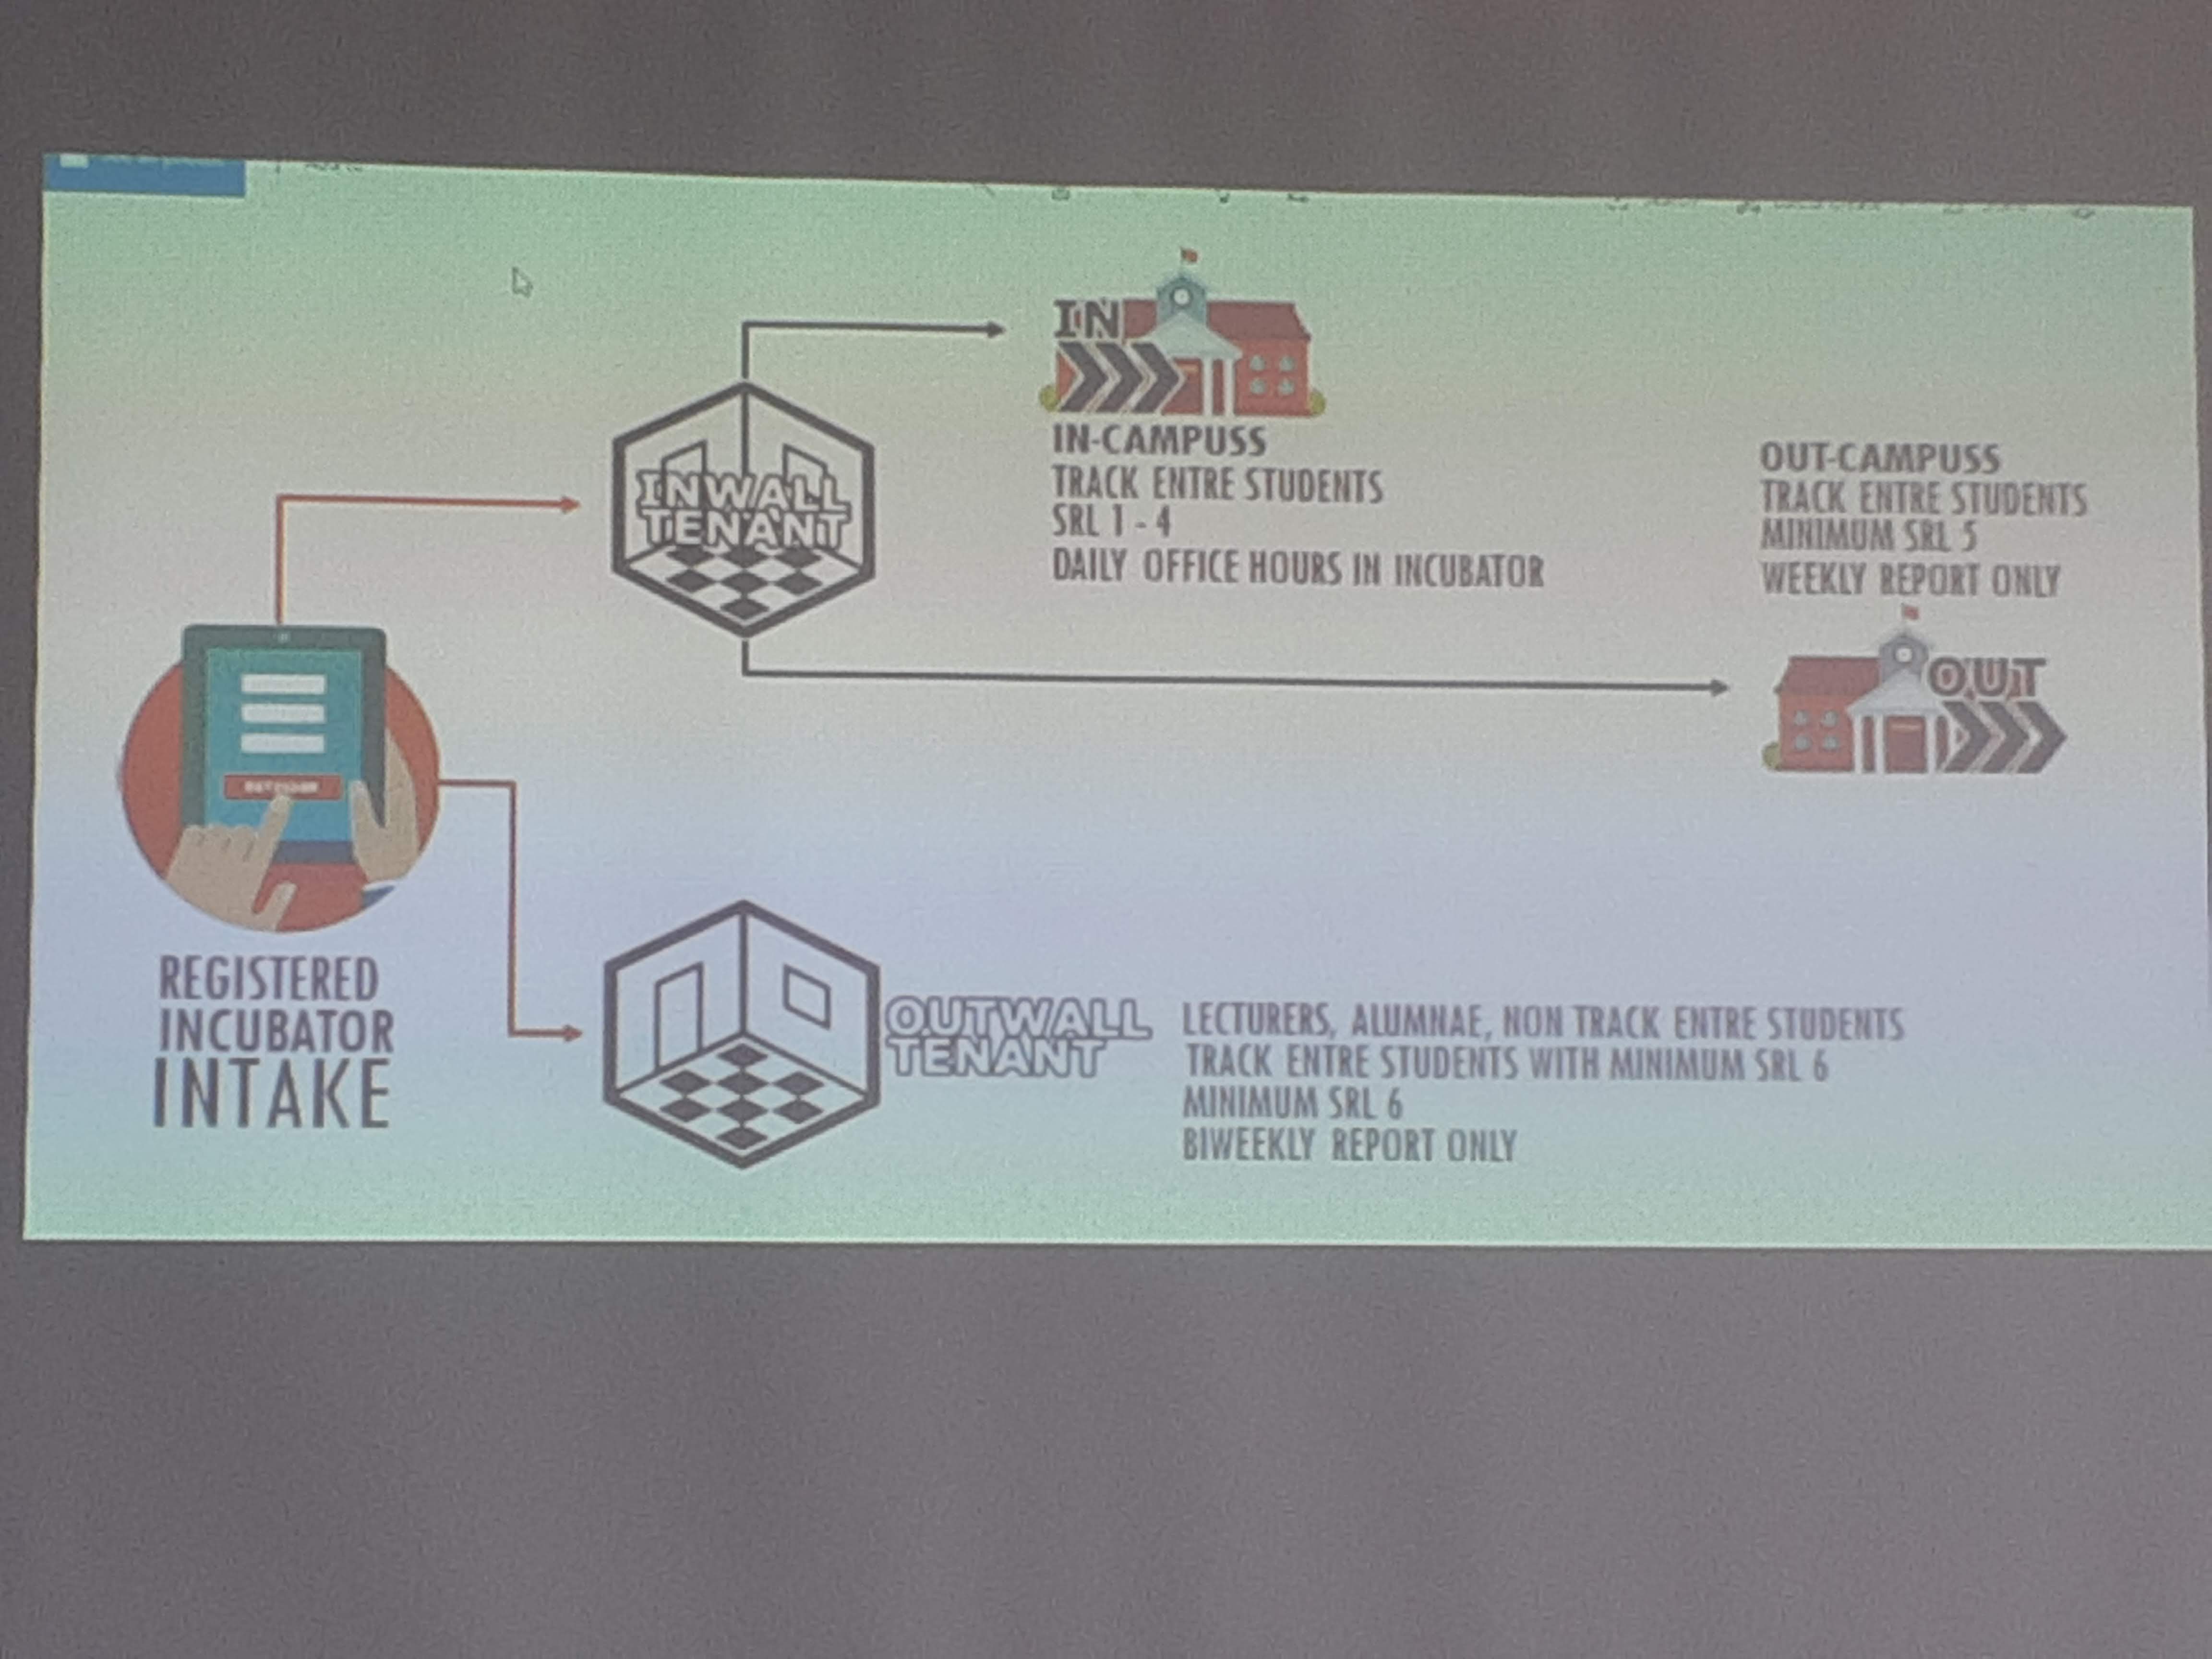 IN
IN-CAMPUSS
TRACK ENTRE STUDENTS
SRL 1 - 4
DAILY OFFICE HOURS IN INCUBATOR
OUT-CAMPUSS
TRACK ENTRE STUDENTS
MINIMUM SRL 5
WEEKLY REPORT ONLY
OUT
INWALL
TENANT
REGISTERED
INCUBATOR
INTAKE
OUTWALL
TENANT
LECTURERS, ALUMNAE, NON TRACK ENTRE STUDENTS
TRACK ENTRE STUDENTS WITH MINIMUM SRL 6
MINIMUM SRL 6
BIWEEKLY REPORT ONLY